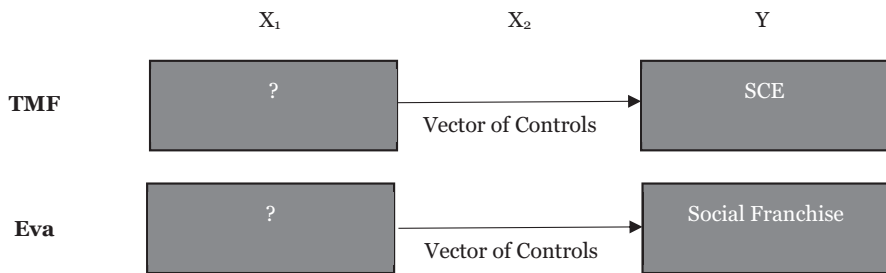 X₁ X₂ Y
TMF ? SCE
Vector of Controls
Eva ? Social Franchise
Vector of Controls